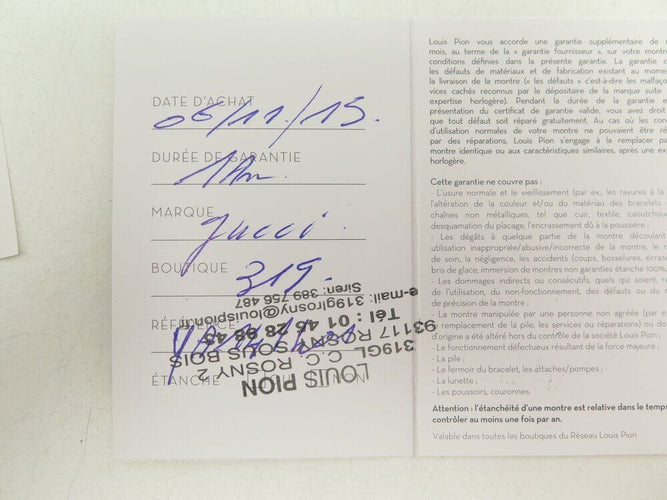 DATE D'ACHAT
06/11/15.
DURÉE DE GARANTIE
1 An
MARQUE
Gucci.
BOUTIQUE
319.
RÉFÉRENCE
ÉTANCHE OUI NON
LOUIS PION
319GL C.C. ROSNY 2
93117 ROSNY SOUS BOIS
Tél : 01 45 28 98 45
e-mail: 319glrosny@louispion.fr
Siren: 389 756 487
Louis Pion vous accorde une garantie supplémentaire de
mois, au terme de la « garantie fournisseur », sur votre montre
conditions définies dans la présente garantie. La garantie
les défauts de matériaux et de fabrication existant au
la livraison de la montre (« les défauts » c'est-à-dire les
vices cachés reconnus par le dépositaire de la marque suite
expertise horlogère). Pendant la durée de la garantie
présentation du certificat de garantie valide, vous avez droit
que tout défaut soit réparé gratuitement. Au cas où les
d'utilisation normales de votre montre ne pouvaient être
par des réparations, Louis Pion s'engage à la remplacer
montre identique ou aux caractéristiques similaires, après une
horlogère.
Cette garantie ne couvre pas :
- L'usure normale et le vieillissement (par ex., les rayures à la
l'altération de la couleur et/ou du matériau des bracelets
chaînes non métalliques, tel que cuir, textile,
desquamation du placage, l'encrassement dû à la poussière ;
- Les dégâts à quelque partie de la montre découlant
utilisation inappropriée/abusive/incorrecte de la montre, le
de soin, la négligence, les accidents (coups, bosselures,
bris de glace, immersion de montres non garanties étanche 100%
- Les dommages indirects ou consécutifs, quels qui soient,
de l'utilisation, du non-fonctionnement, des défauts ou du
de précision de la montre ;
- La montre manipulée par une personne non agréée (par
remplacement de pile, les services ou réparations) ou
d'origine a été altéré hors du contrôle de la société Louis Pion ;
- Le fonctionnement défectueux résultant de force majeure ;
- La pile ;
- Le fermoir du bracelet, les attaches/pompes ;
- La lunette ;
- Les poussoirs, couronnes.
Attention : l'étanchéité d'une montre est relative dans le temps
contrôler au moins une fois par an.
Valable dans toutes les boutiques du Réseau Louis Pion